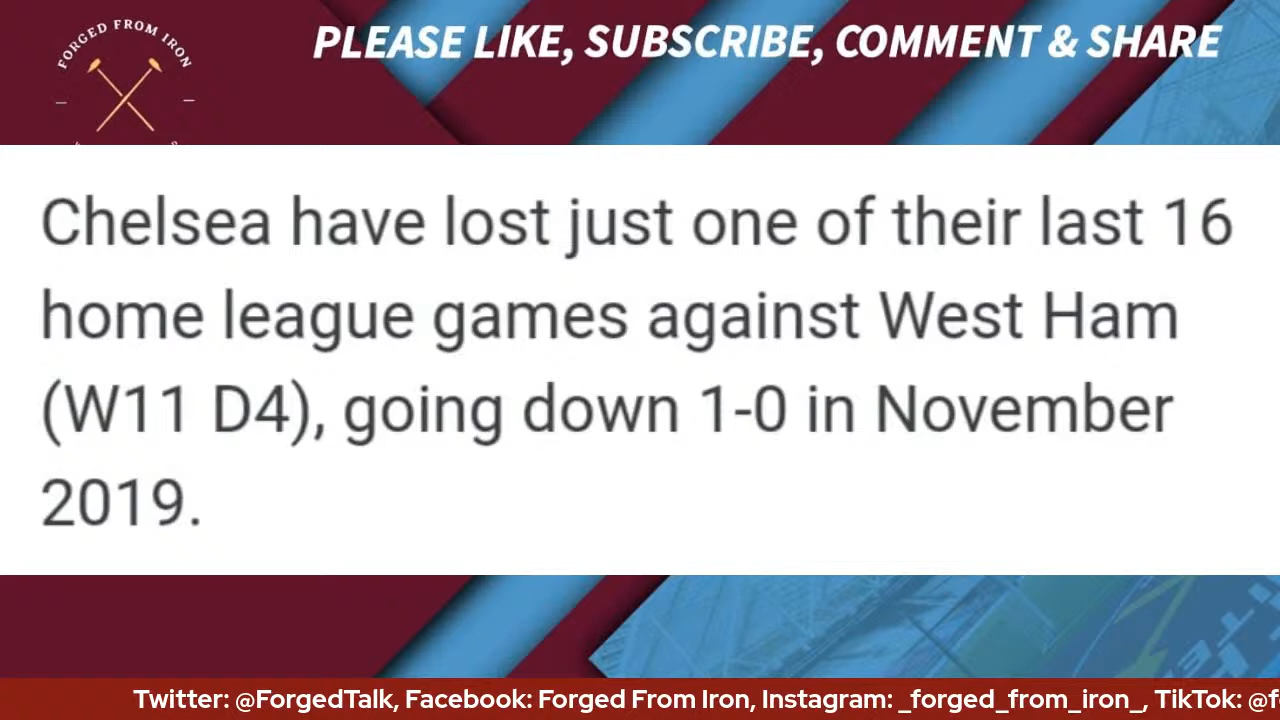 FORGED FROM IRON
PLEASE LIKE, SUBSCRIBE, COMMENT & SHARE
Chelsea have lost just one of their last 16
home league games against West Ham
(W11 D4), going down 1-0 in November
2019.
Twitter: @ForgedTalk, Facebook: Forged From Iron, Instagram: _forged_from_iron_, TikTok: @f